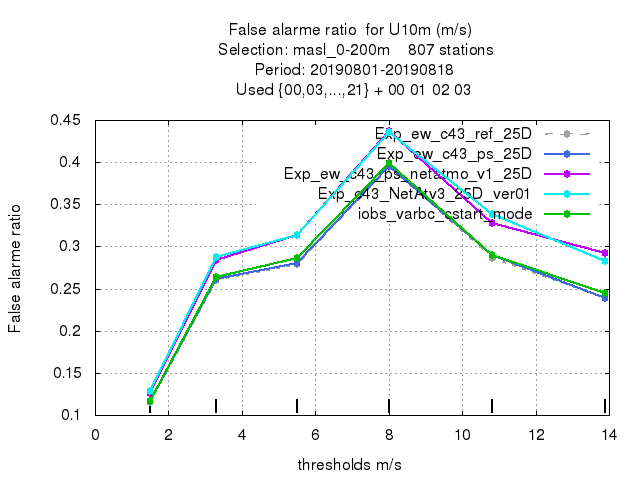 False alarme ratio  for U10m (m/s)
Selection: masl_0-200m    807 stations
Period: 20190801-20190818
Used {00,03,...,21} + 00 01 02 03
0.45
0.4
0.35
0.3
0.25
0.2
0.15
0.1
False alarme ratio
Exp_ew_c43_ref_25D
Exp_ew_c43_ps_25D
Exp_ew_c43_ps_netatmo_v1_25D
Exp_c43_NetAtv3_25D_ver01
iobs_varbc_cstart_mode
0 2 4 6 8 10 12 14
thresholds m/s